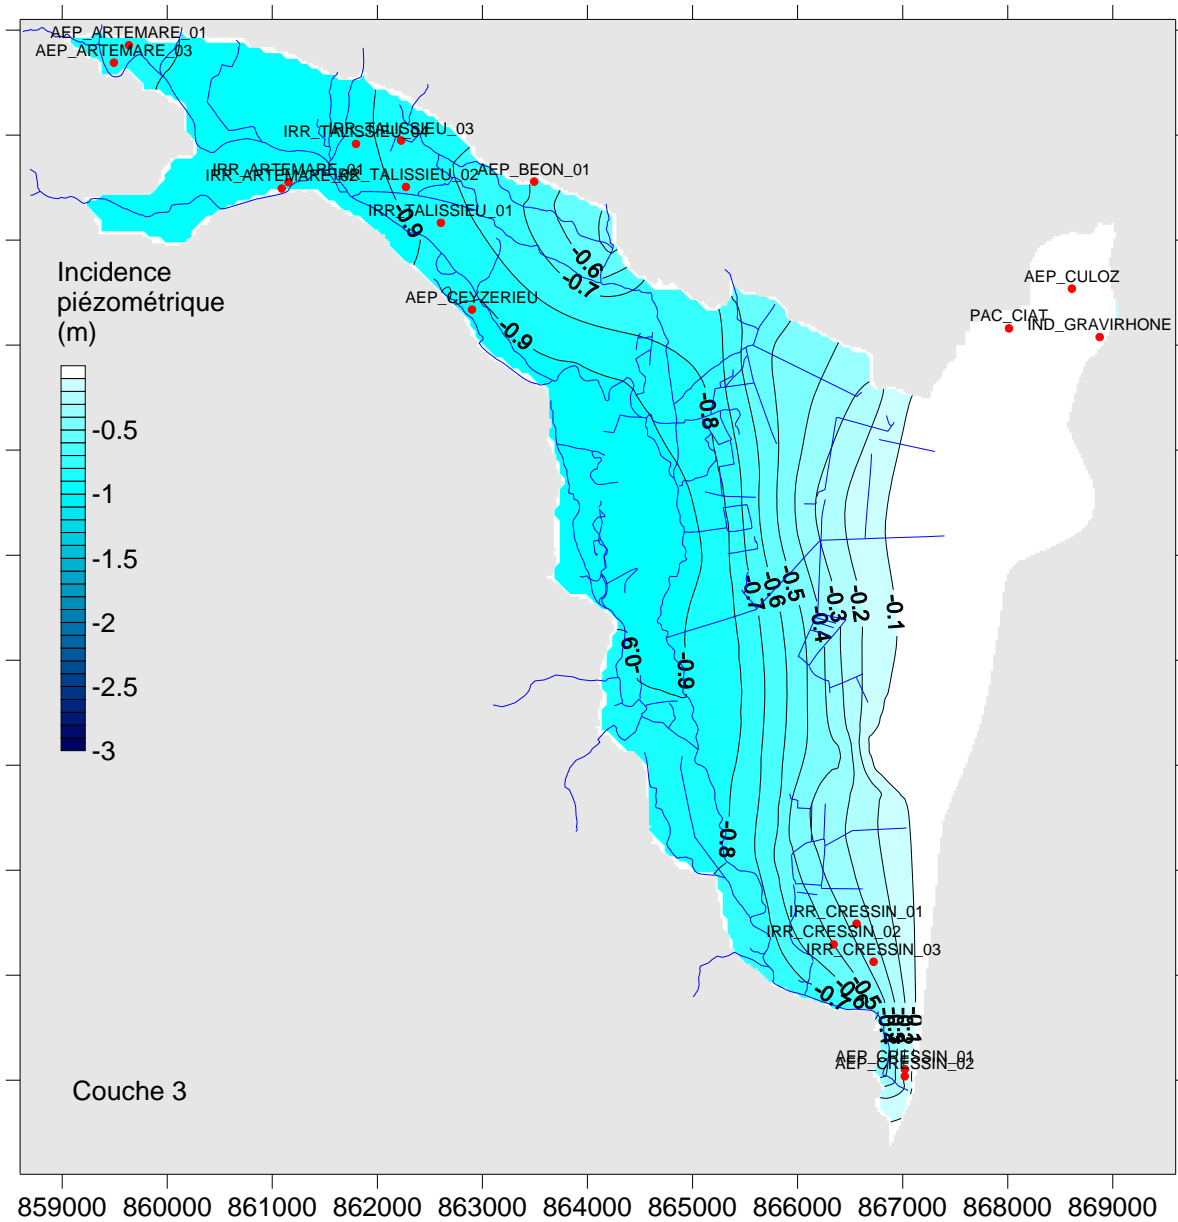 AEP_ARTEMARE_01
AEP_ARTEMARE_03
IRR_TALISSIEU_04
IRR_TALISSIEU_03
IRR_ARTEMARE_01
IRR_ARTEMARE_02
IRR_TALISSIEU_02
AEP_BEON_01
IRR_TALISSIEU_01
-0.9
-0.6
-0.7
Incidence
piézométrique
(m)
AEP_CULOZ
AEP_CEYZERIEU
PAC_CIAT
IND_GRAVIRHONE
-0.9
-0.8
-0.5
-1
-1.5
-2
-2.5
-3
-0.7
-0.6
-0.5
-0.4
-0.3
-0.2
-0.1
-0.9
-0.9
-0.8
IRR_CRESSIN_01
IRR_CRESSIN_02
IRR_CRESSIN_03
-0.7
-0.6
-0.5
-0.1
AEP_CRESSIN_01
AEP_CRESSIN_02
Couche 3
859000 860000 861000 862000 863000 864000 865000 866000 867000 868000 869000